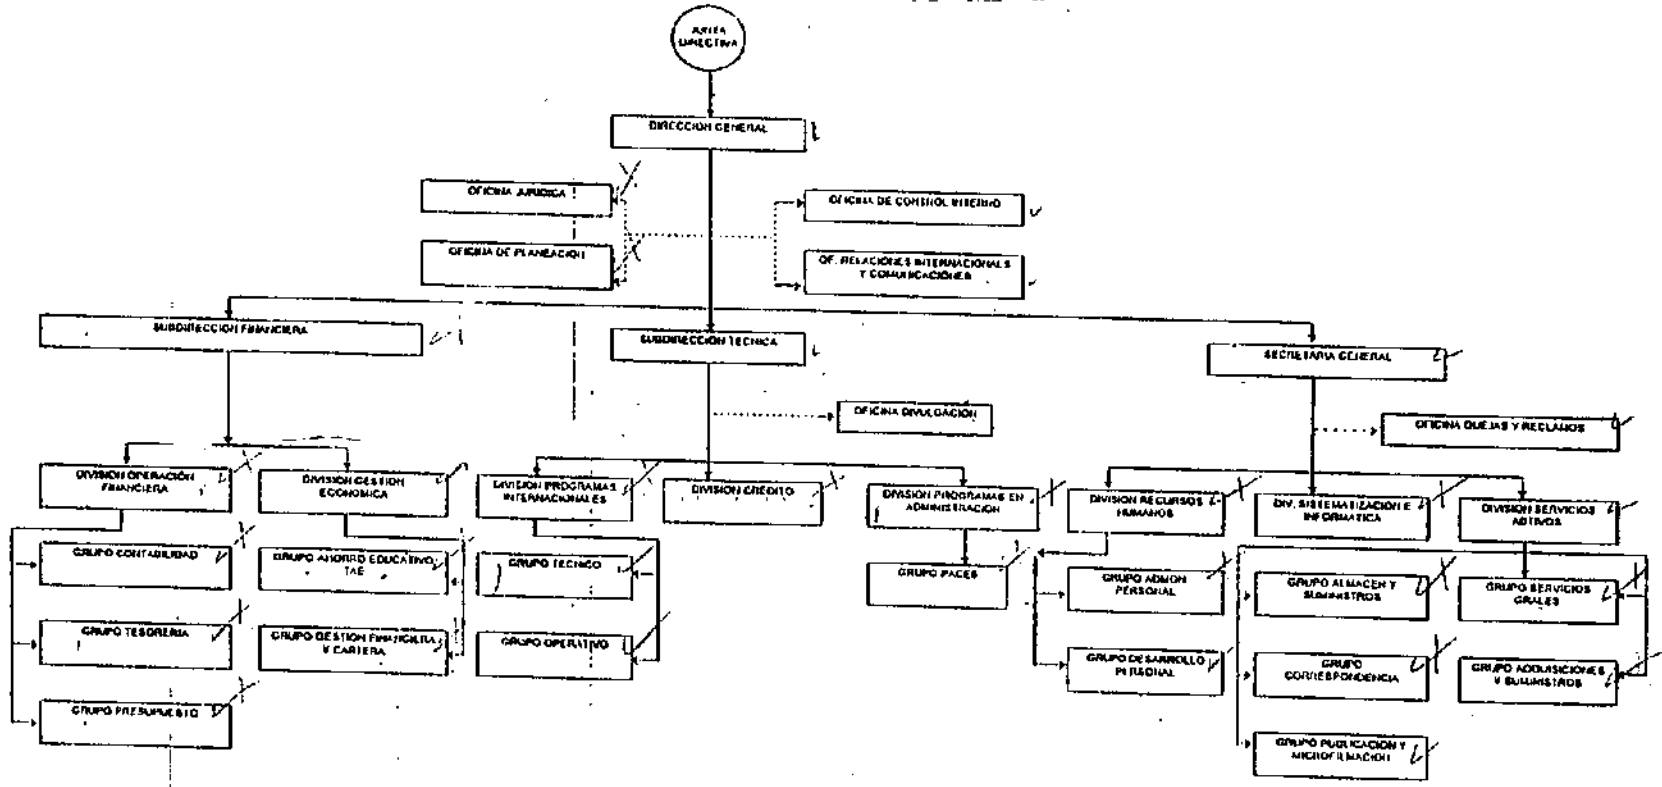 JUNTA
DIRECTIVA
DIRECCION GENERAL
OFICINA JURIDICA
OFICINA DE CONTROL INTERNO
OFICINA DE PLANEACION
OF. RELACIONES INTERNACIONALS
Y COMUNICACIONES
SUBDIRECCION FINANCIERA
SUBDIRECCION TECNICA
SECRETARIA GENERAL
OFICINA DIVULGACION
OFICINA QUEJAS Y RECLAMOS
DIVISION OPERACIÓN
FINANCIERA
DIVISION GESTION
ECONOMICA
DIVISION PROGRAMAS
INTERNACIONALES
DIVISION CRÉDITO
DIVISION PROGRAMAS EN
ADMINISTRACION
DIVISION RECURSOS
HUMANOS
DIV. SISTEMATIZACION E
INFORMATICA
DIVISION SERVICIOS
ADTIVOS
GRUPO CONTABILIDAD
GRUPO AHORRO EDUCATIVO,
TAE
GRUPO TECNICO
GRUPO PACES
GRUPO ADMON
PERSONAL
GRUPO ALMACEN Y
SUMINISTROS
GRUPO SERVICIOS
GRALES
GRUPO TESORERIA
GRUPO GESTION FINANCIERA
Y CARTERA
GRUPO OPERATIVO
GRUPO DESARROLLO
PERSONAL
GRUPO
CORRESPONDENCIA
GRUPO ADQUISICIONES
Y SUMINISTROS
GRUPO PRESUPUESTO
GRUPO PUBLICACION Y
MICROFILMACION